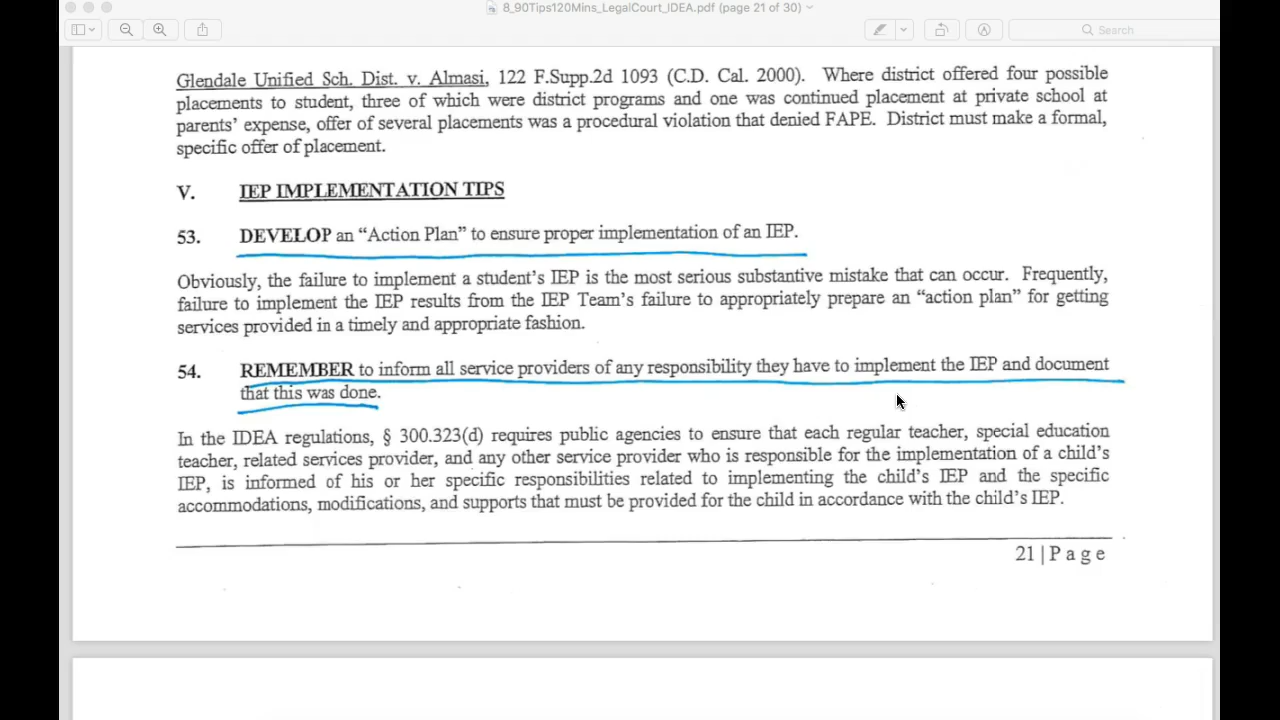 8_90Tips120Mins_LegalCourt_IDEA.pdf (page 21 of 30)
Search
Glendale Unified Sch. Dist. v. Almasi, 122 F.Supp.2d 1093 (C.D. Cal. 2000). Where district offered four possible
placements to student, three of which were district programs and one was continued placement at private school at
parents’ expense, offer of several placements was a procedural violation that denied FAPE. District must make a formal,
specific offer of placement.
V. IEP IMPLEMENTATION TIPS
53. DEVELOP an “Action Plan” to ensure proper implementation of an IEP.
Obviously, the failure to implement a student’s IEP is the most serious substantive mistake that can occur. Frequently,
failure to implement the IEP results from the IEP Team’s failure to appropriately prepare an “action plan” for getting
services provided in a timely and appropriate fashion.
54. REMEMBER to inform all service providers of any responsibility they have to implement the IEP and document
that this was done.
In the IDEA regulations, § 300.323(d) requires public agencies to ensure that each regular teacher, special education
teacher, related services provider, and any other service provider who is responsible for the implementation of a child’s
IEP, is informed of his or her specific responsibilities related to implementing the child’s IEP and the specific
accommodations, modifications, and supports that must be provided for the child in accordance with the child’s IEP.
21 | P a g e